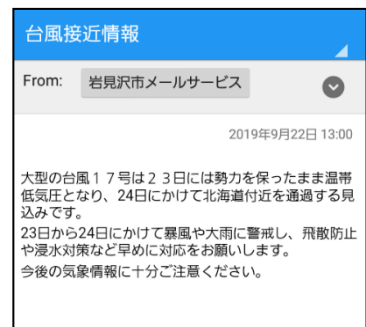 台風接近情報
From: 岩見沢市メールサービス
2019年9月22日 13:00
大型の台風１７号は２３日には勢力を保ったまま温帯
低気圧となり、24日にかけて北海道付近を通過する見
込みです。
23日から24日にかけて暴風や大雨に警戒し、飛散防止
や浸水対策など早めに対応をお願いします。
今後の気象情報に十分ご注意ください。